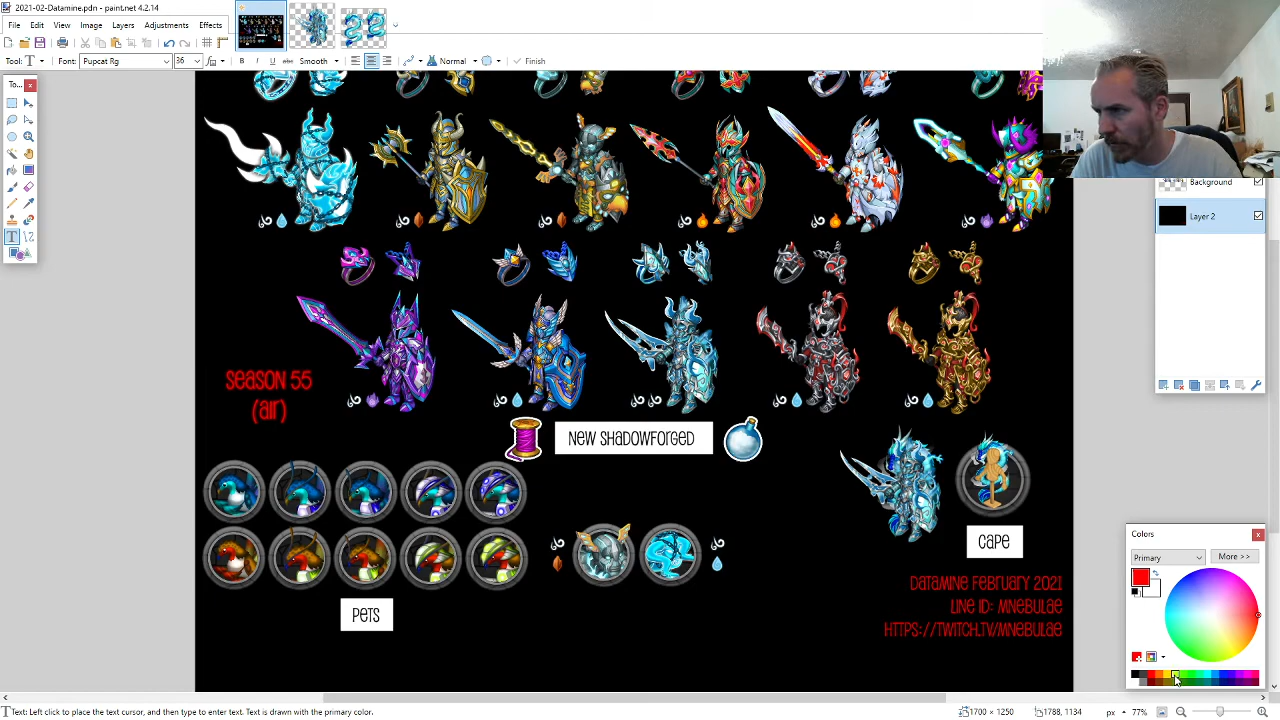 2021-02-Datamine.pdn - paint.net 4.2.14
File Edit View Image Layers Adjustments Effects
Tool: T Font: Pupcat Rg 36 B I U abc Smooth Normal Finish
To...
Background
Layer 2
SEASON 55
(AIR)
NEW SHADOWFORGED
CAPE
PETS
DATAMINE FEBRUARY 2021
LINE ID: MNEBULAE
HTTPS://TWITCH.TV/MNEBULAE
Colors
Primary More >>
Text: Left click to place the text cursor, and then type to enter text. Text is drawn with the primary color.
1700 × 1250 1788, 1134 px 77%